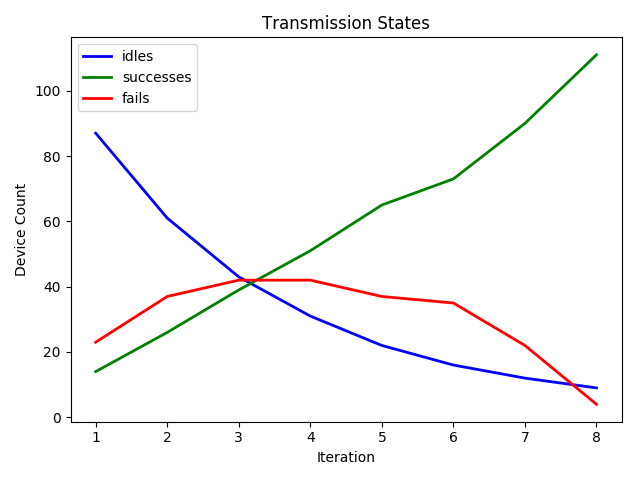 Transmission States
idles
successes
fails
Device Count
100
80
60
40
20
0
1 2 3 4 5 6 7 8
Iteration